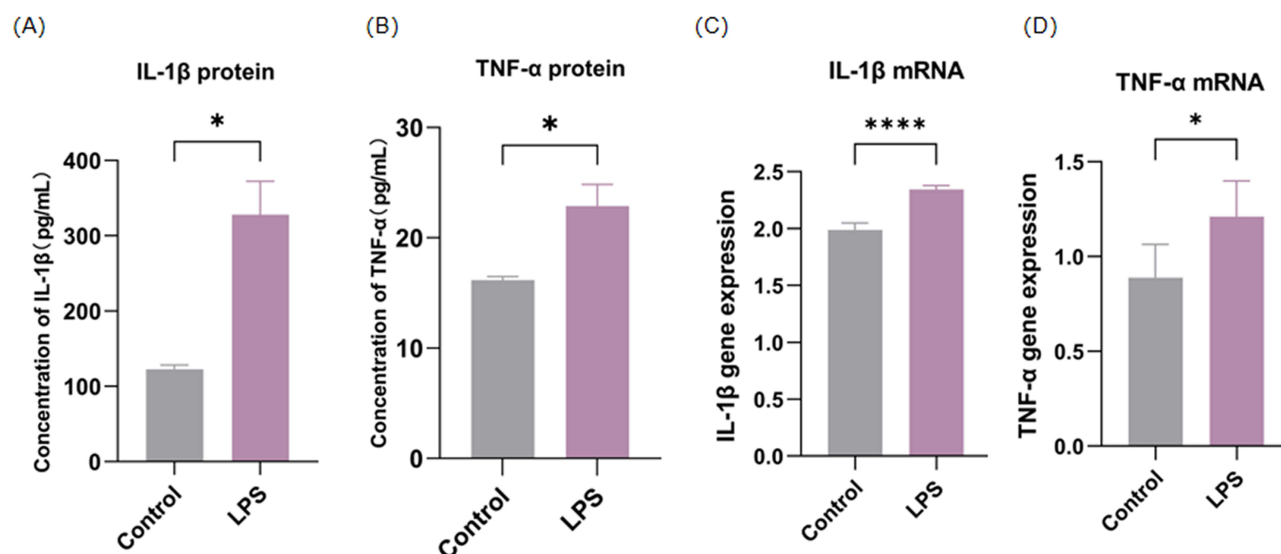 (A)
IL-1β protein
*
Concentration of IL-1β(pg/mL)
400
300
200
100
0
Control
LPS
(B)
TNF-α protein
*
Concentration of TNF-α(pg/mL)
30
20
10
0
Control
LPS
(C)
IL-1β mRNA
****
IL-1β gene expression
2.5
2.0
1.5
1.0
0.5
0.0
Control
LPS
(D)
TNF-α mRNA
*
TNF-α gene expression
1.5
1.0
0.5
0.0
Control
LPS